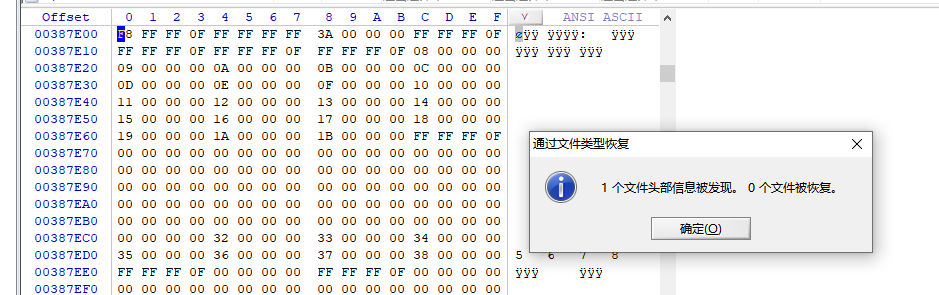 Offset 0 1 2 3 4 5 6 7 8 9 A B C D E F ANSI ASCII
00387E00 F8 FF FF 0F FF FF FF FF 3A 00 00 00 FF FF FF 0F øÿÿ ÿÿÿÿ: ÿÿÿ
00387E10 FF FF FF 0F FF FF FF 0F FF FF FF 0F 08 00 00 00 ÿÿÿ ÿÿÿ ÿÿÿ
00387E20 09 00 00 00 0A 00 00 00 0B 00 00 00 0C 00 00 00
00387E30 0D 00 00 00 0E 00 00 00 0F 00 00 00 10 00 00 00
00387E40 11 00 00 00 12 00 00 00 13 00 00 00 14 00 00 00
00387E50 15 00 00 00 16 00 00 00 17 00 00 00 18 00 00 00
00387E60 19 00 00 00 1A 00 00 00 1B 00 00 00 FF FF FF 0F
00387E70 00 00 00 00 00 00 00 00 00 00 00 00 00 00 00 00
00387E80 00 00 00 00 00 00 00 00 00 00 00 00 00 00 00 00
00387E90 00 00 00 00 00 00 00 00 00 00 00 00 00 00 00 00
00387EA0 00 00 00 00 00 00 00 00 00 00 00 00 00 00 00 00
00387EB0 00 00 00 00 00 00 00 00 00 00 00 00 00 00 00 00
00387EC0 00 00 00 00 32 00 00 00 33 00 00 00 34 00 00 00
00387ED0 35 00 00 00 36 00 00 00 37 00 00 00 38 00 00 00 5 6 7 8
00387EE0 FF FF FF 0F 00 00 00 00 FF FF FF 0F 00 00 00 00 ÿÿÿ ÿÿÿ
00387EF0 00 00 00 00 00 00 00 00 00 00 00 00 00 00 00 00
通过文件类型恢复
1 个文件头部信息被发现。 0 个文件被恢复。
确定(O)